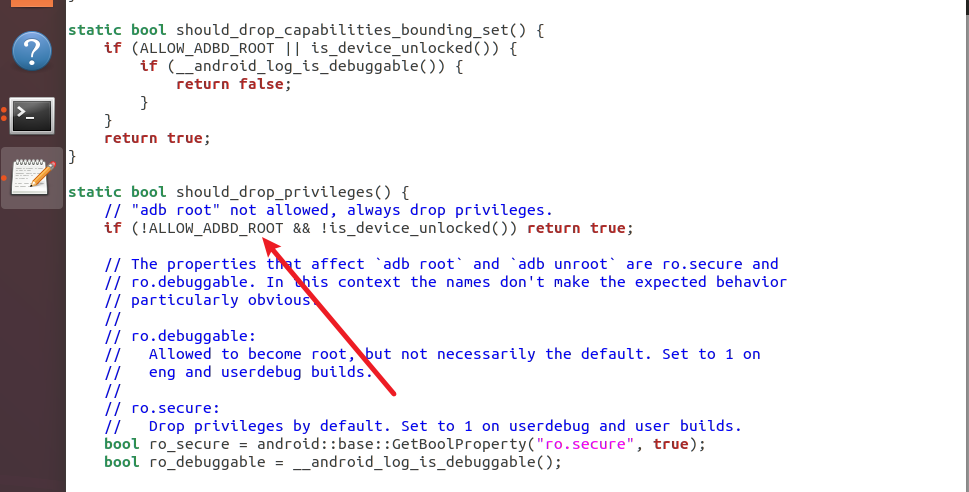 static bool should_drop_capabilities_bounding_set() {
    if (ALLOW_ADBD_ROOT || is_device_unlocked()) {
        if (__android_log_is_debuggable()) {
            return false;
        }
    }
    return true;
}
static bool should_drop_privileges() {
    // "adb root" not allowed, always drop privileges.
    if (!ALLOW_ADBD_ROOT && !is_device_unlocked()) return true;
    // The properties that affect `adb root` and `adb unroot` are ro.secure and
    // ro.debuggable. In this context the names don't make the expected behavior
    // particularly obvious.
    //
    // ro.debuggable:
    //   Allowed to become root, but not necessarily the default. Set to 1 on
    //   eng and userdebug builds.
    //
    // ro.secure:
    //   Drop privileges by default. Set to 1 on userdebug and user builds.
    bool ro_secure = android::base::GetBoolProperty("ro.secure", true);
    bool ro_debuggable = __android_log_is_debuggable();